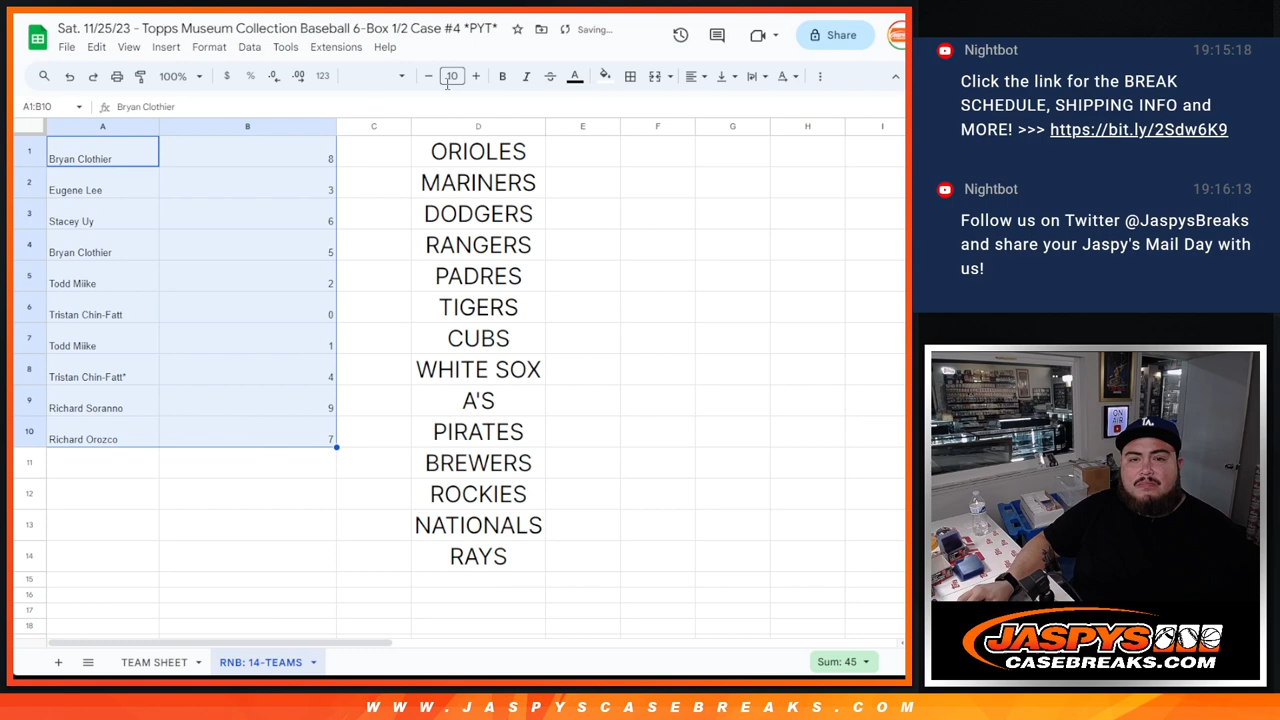 Sat. 11/25/23 - Topps Museum Collection Baseball 6-Box 1/2 Case #4 *PYT*
Saving...
Share
File Edit View Insert Format Data Tools Extensions Help
100% $ % .0 .00 123 10 B I A
A1:B10 fx Bryan Clothier
A B C D E F G H I
1 Bryan Clothier 8 ORIOLES
2 Eugene Lee 3 MARINERS
3 Stacey Uy 6 DODGERS
4 Bryan Clothier 5 RANGERS
5 Todd Miike 2 PADRES
6 Tristan Chin-Fatt 0 TIGERS
7 Todd Miike 1 CUBS
8 Tristan Chin-Fatt* 4 WHITE SOX
9 Richard Soranno 9 A'S
10 Richard Orozco 7 PIRATES
11 BREWERS
12 ROCKIES
13 NATIONALS
14 RAYS
15
16
17
18
TEAM SHEET RNB: 14-TEAMS Sum: 45
Nightbot 19:15:18
Click the link for the BREAK
SCHEDULE, SHIPPING INFO and
MORE! >>> https://bit.ly/2Sdw6K9
Nightbot 19:16:13
Follow us on Twitter @JaspysBreaks
and share your Jaspy's Mail Day with
us!
ON
AIR
LA
JASPYS
CASEBREAKS.COM
WWW.JASPYSCASEBREAKS.COM